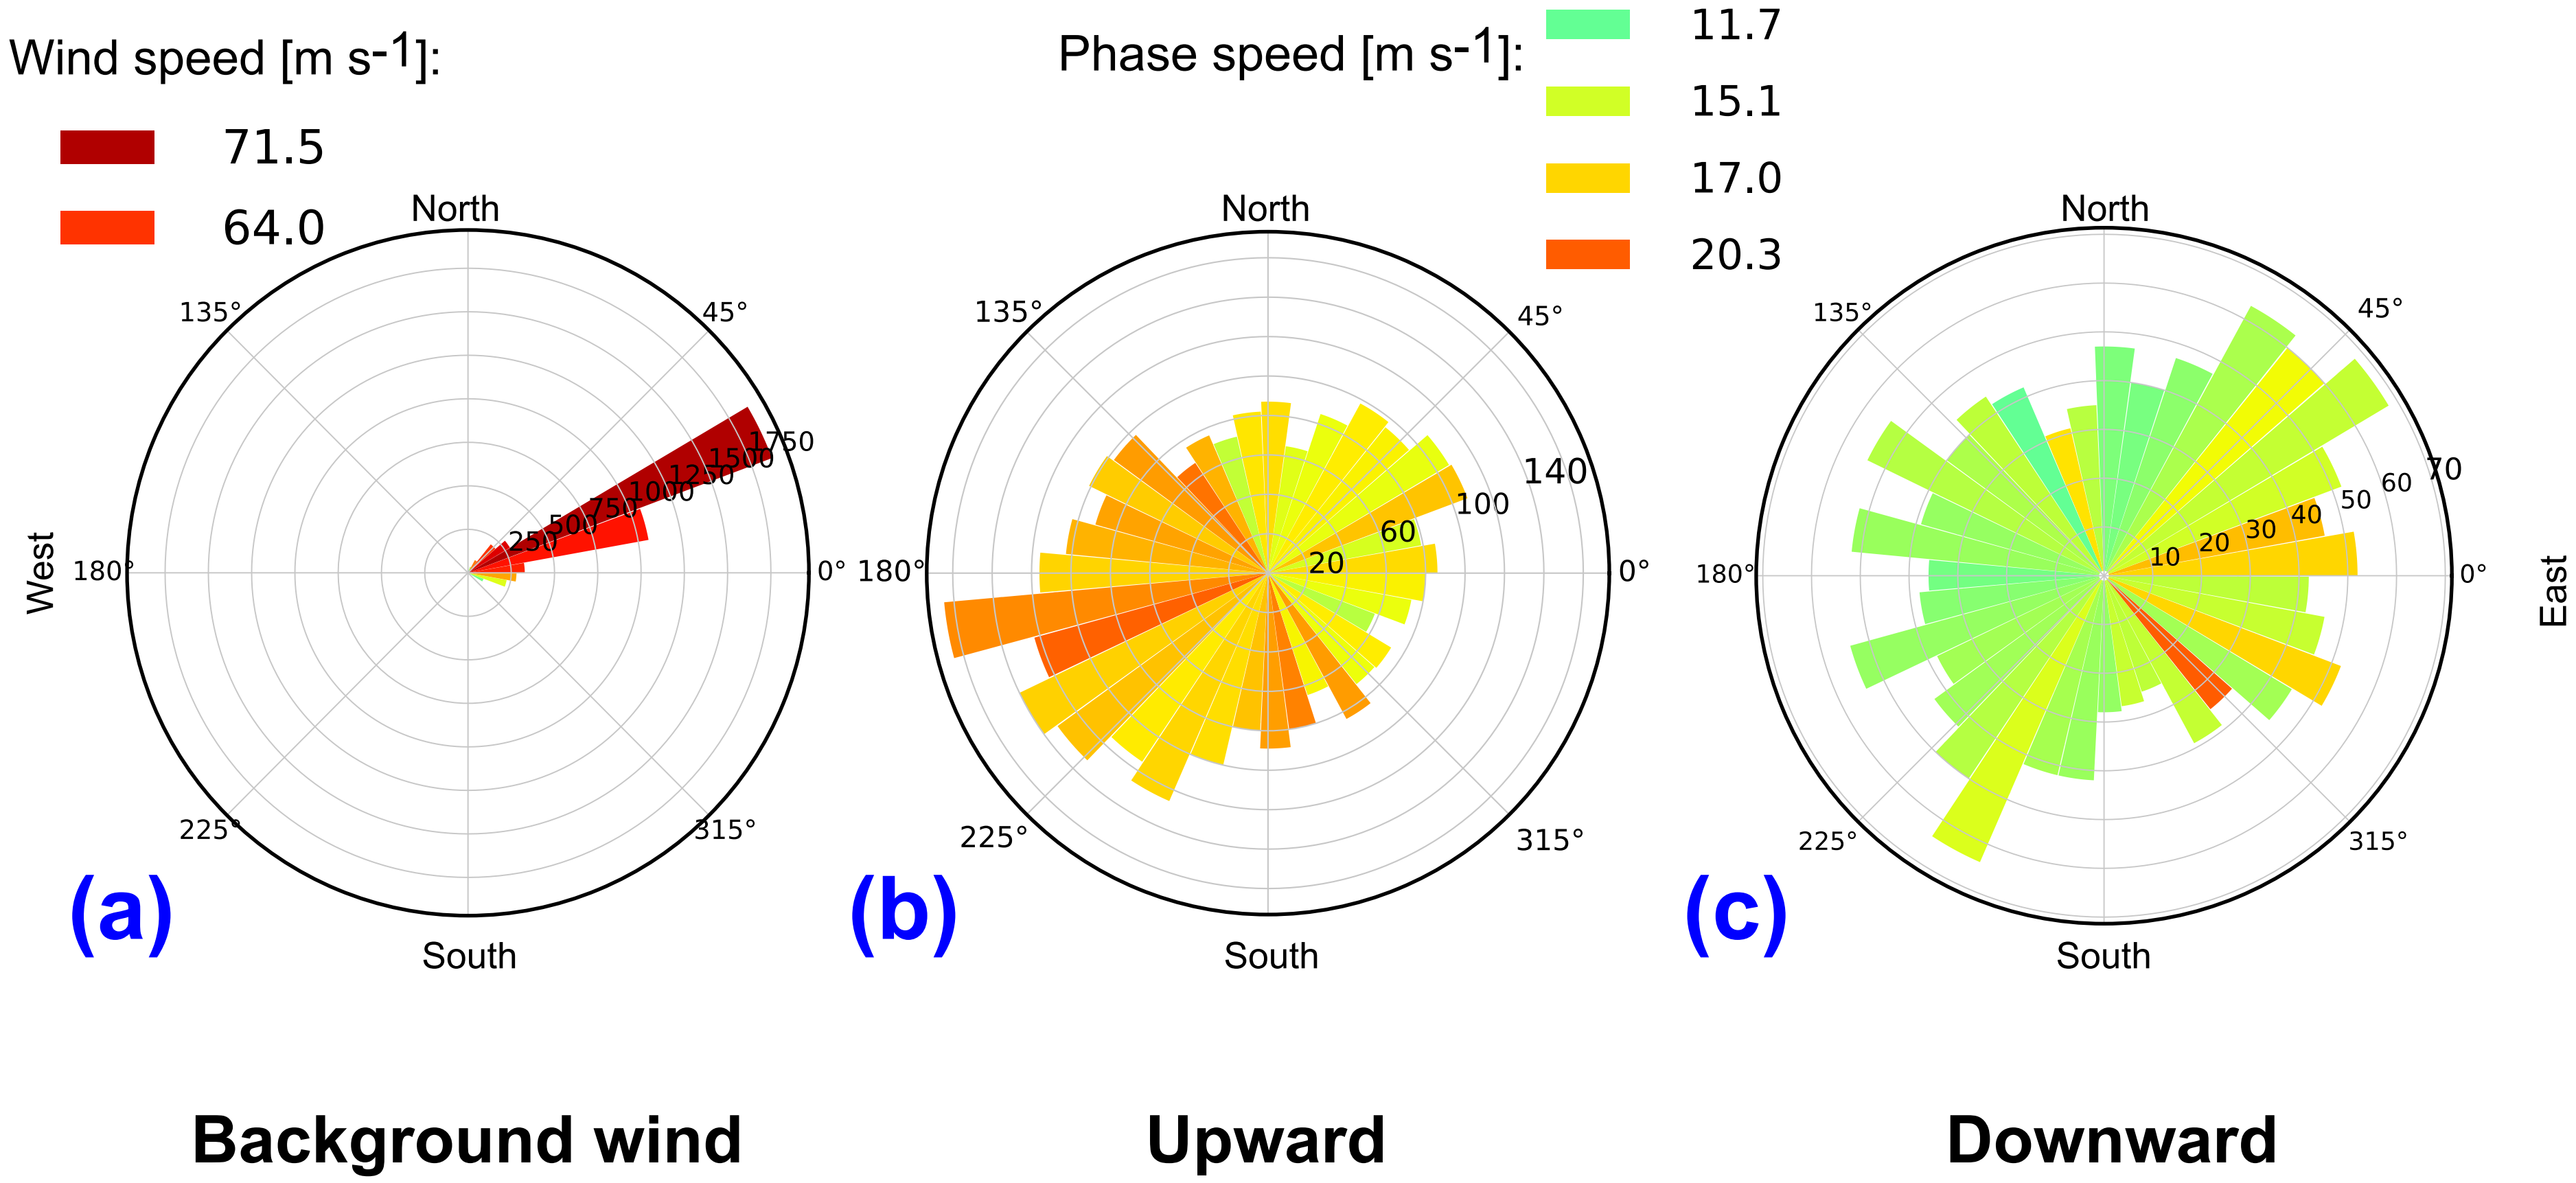 Wind speed [m s-1]:
71.5
64.0
Phase speed [m s-1]:
11.7
15.1
17.0
20.3
North
135°
45°
West
180°
0°
225°
315°
250
500
750
1000
1250
1500
1750
South
(a)
North
135°
45°
180°
0°
225°
315°
20
60
100
140
South
(b)
North
135°
45°
180°
0°
East
225°
315°
10
20
30
40
50
60
70
South
(c)
Background wind
Upward
Downward